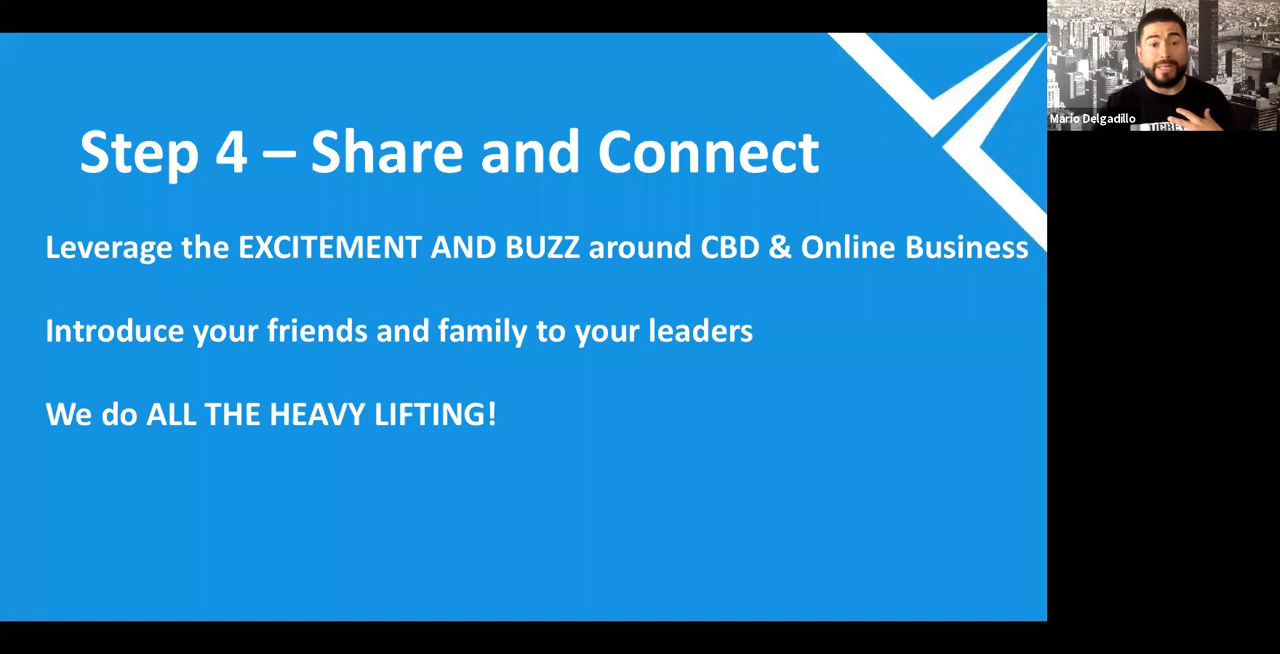 Step 4 – Share and Connect
Leverage the EXCITEMENT AND BUZZ around CBD & Online Business
Introduce your friends and family to your leaders
We do ALL THE HEAVY LIFTING!
Mario Delgadillo